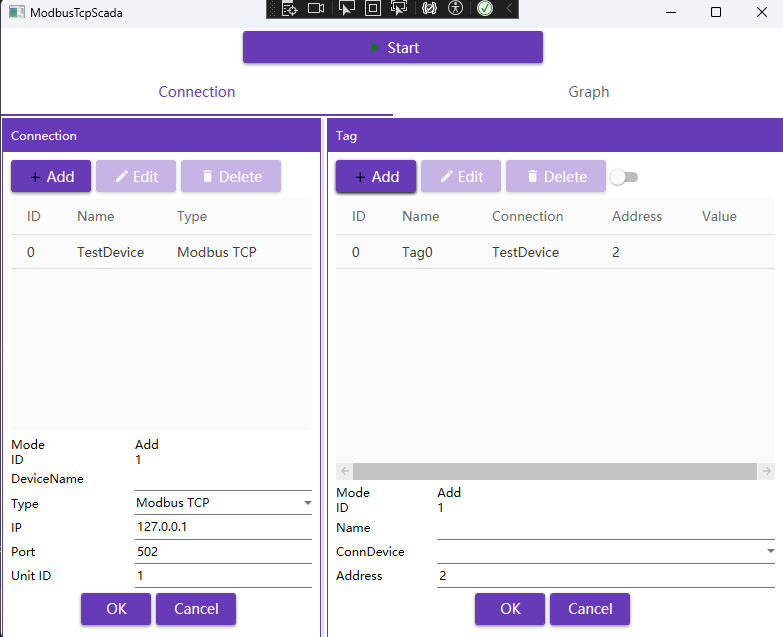 ModbusTcpScada
Start
Connection
Graph
Connection
+ Add
Edit
Delete
ID Name Type
0 TestDevice Modbus TCP
Mode Add
ID 1
DeviceName
Type Modbus TCP
IP 127.0.0.1
Port 502
Unit ID 1
OK
Cancel
Tag
+ Add
Edit
Delete
ID Name Connection Address Value
0 Tag0 TestDevice 2
Mode Add
ID 1
Name
ConnDevice
Address 2
OK
Cancel